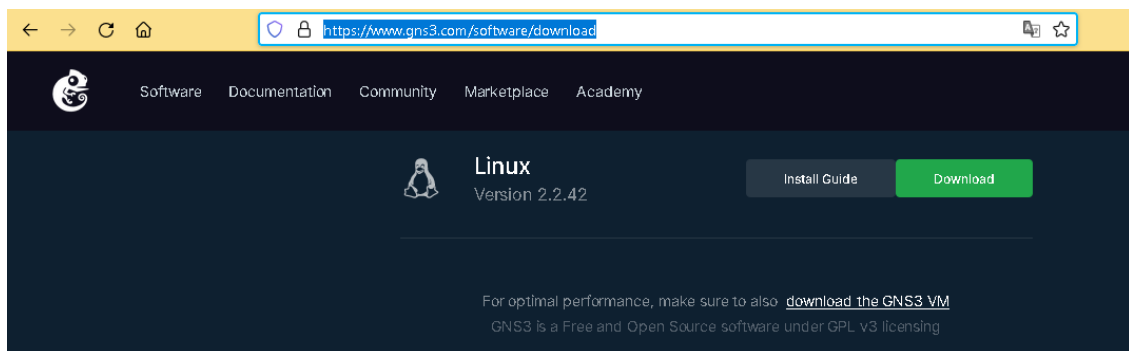 https://www.gns3.com/software/download
Software Documentation Community Marketplace Academy
Linux
Version 2.2.42
Install Guide Download
For optimal performance, make sure to also download the GNS3 VM
GNS3 is a Free and Open Source software under GPL v3 licensing